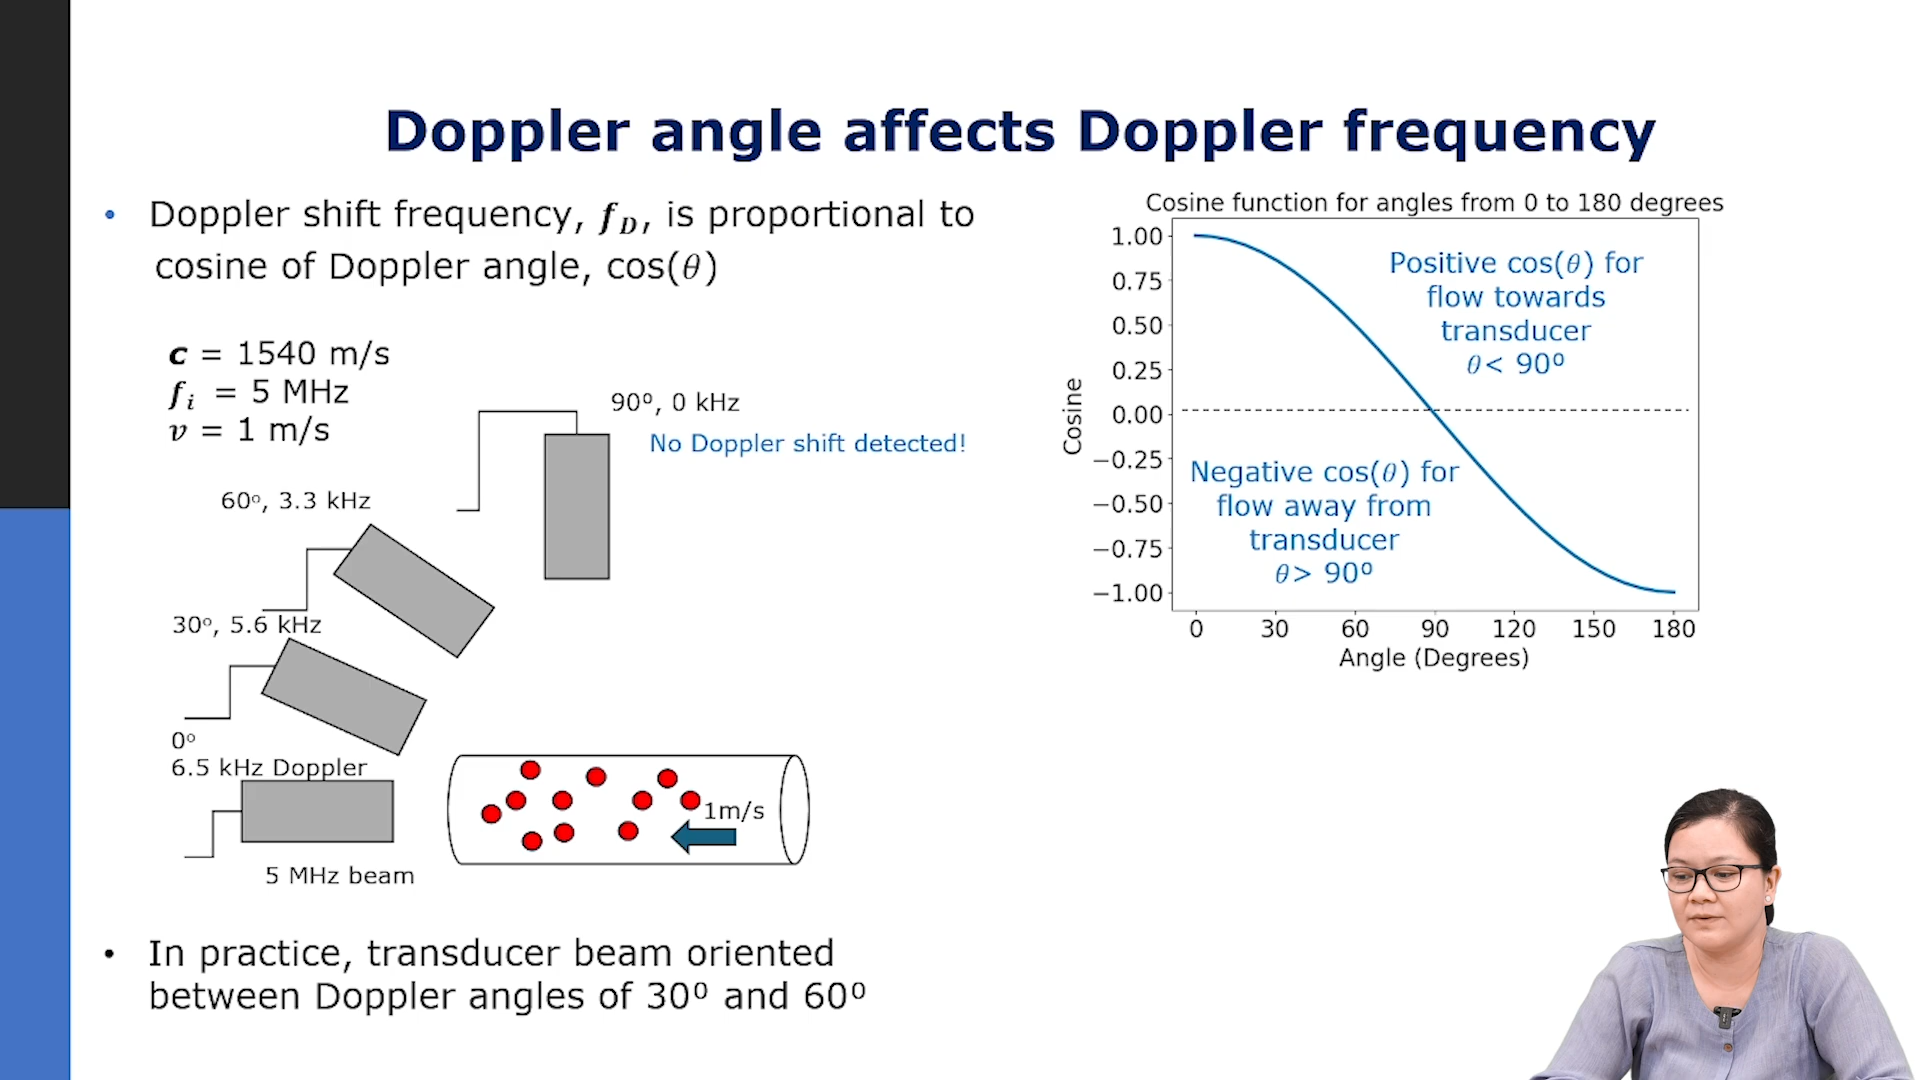 Doppler angle affects Doppler frequency
• Doppler shift frequency, f_D, is proportional to
cosine of Doppler angle, cos(θ)
c = 1540 m/s
f_i = 5 MHz
v = 1 m/s
90º, 0 kHz
No Doppler shift detected!
60º, 3.3 kHz
30º, 5.6 kHz
0º
6.5 kHz Doppler
5 MHz beam
1m/s
• In practice, transducer beam oriented
between Doppler angles of 30º and 60º
Cosine function for angles from 0 to 180 degrees
Positive cos(θ) for
flow towards
transducer
θ< 90º
Negative cos(θ) for
flow away from
transducer
θ> 90º
Cosine
1.00
0.75
0.50
0.25
0.00
−0.25
−0.50
−0.75
−1.00
0 30 60 90 120 150 180
Angle (Degrees)